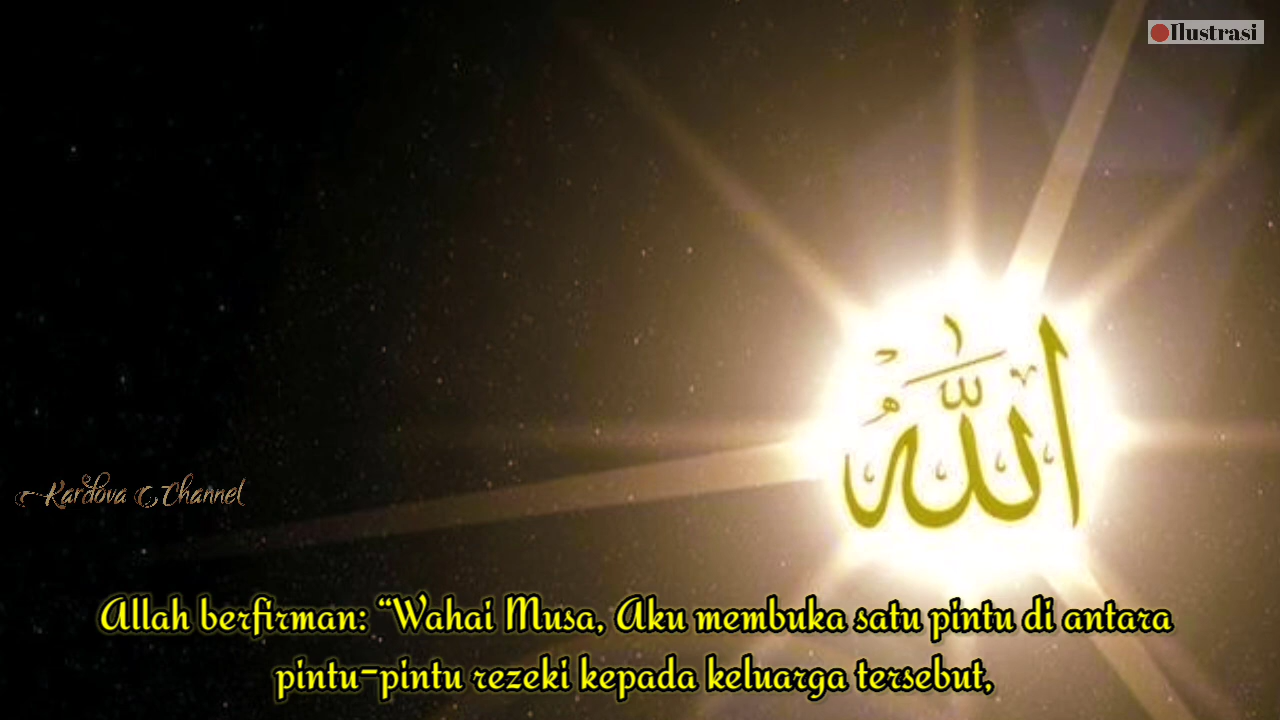 Ilustrasi
اللّٰهُ
Kardova Channel
Allah berfirman: “Wahai Musa, Aku membuka satu pintu di antara
pintu-pintu rezeki kepada keluarga tersebut,